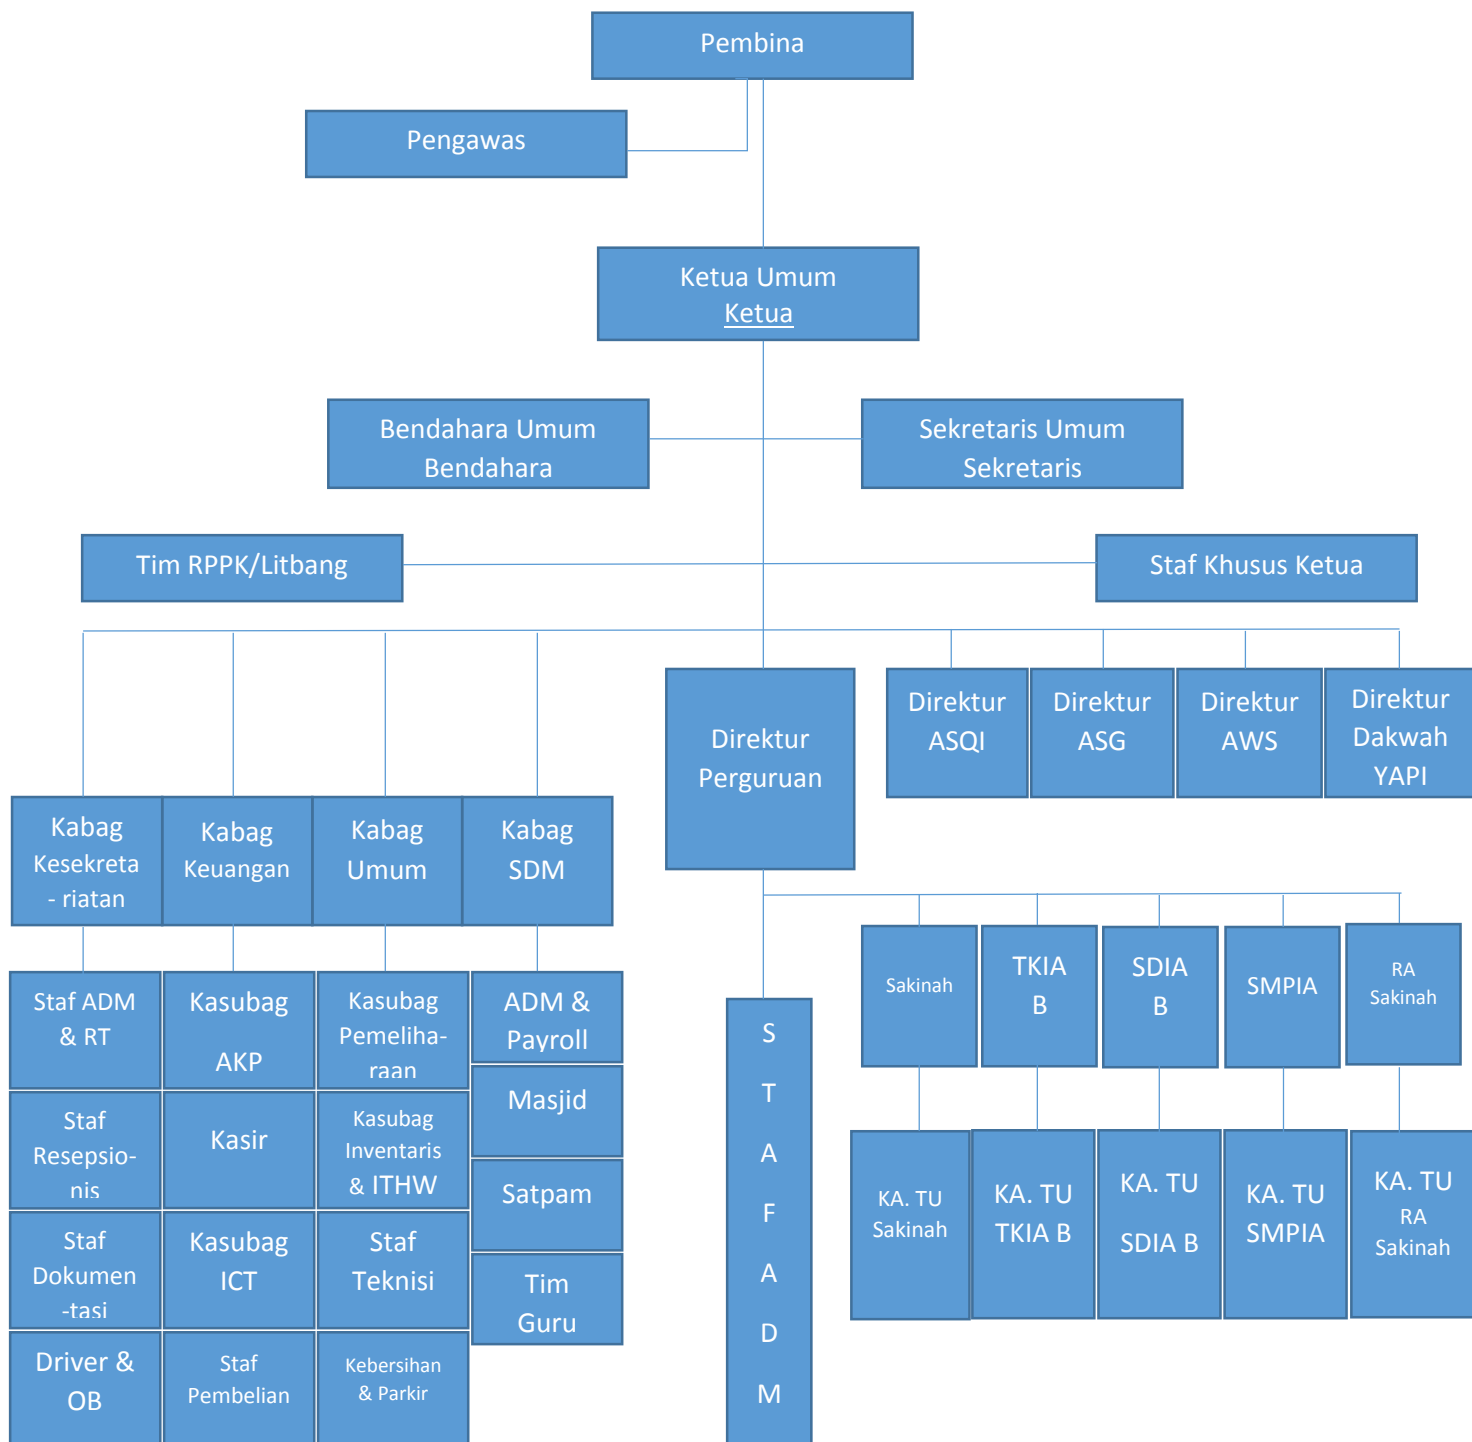 Pembina
Pengawas
Ketua Umum
Ketua
Bendahara Umum
Bendahara
Sekretaris Umum
Sekretaris
Tim RPPK/Litbang
Staf Khusus Ketua
Direktur
Perguruan
Direktur
ASQI
Direktur
ASG
Direktur
AWS
Direktur
Dakwah
YAPI
Kabag
Kesekreta
- riatan
Kabag
Keuangan
Kabag
Umum
Kabag
SDM
Staf ADM
& RT
Staf
Resepsio-
nis
Staf
Dokumen
-tasi
Driver &
OB
Kasubag
AKP
Kasir
Kasubag
ICT
Staf
Pembelian
Kasubag
Pemeliha-
raan
Kasubag
Inventaris
& ITHW
Staf
Teknisi
Kebersihan
& Parkir
ADM &
Payroll
Masjid
Satpam
Tim
Guru
S
T
A
F
A
D
M
Sakinah
TKIA
B
SDIA
B
SMPIA
RA
Sakinah
KA. TU
Sakinah
KA. TU
TKIA B
KA. TU
SDIA B
KA. TU
SMPIA
KA. TU
RA
Sakinah